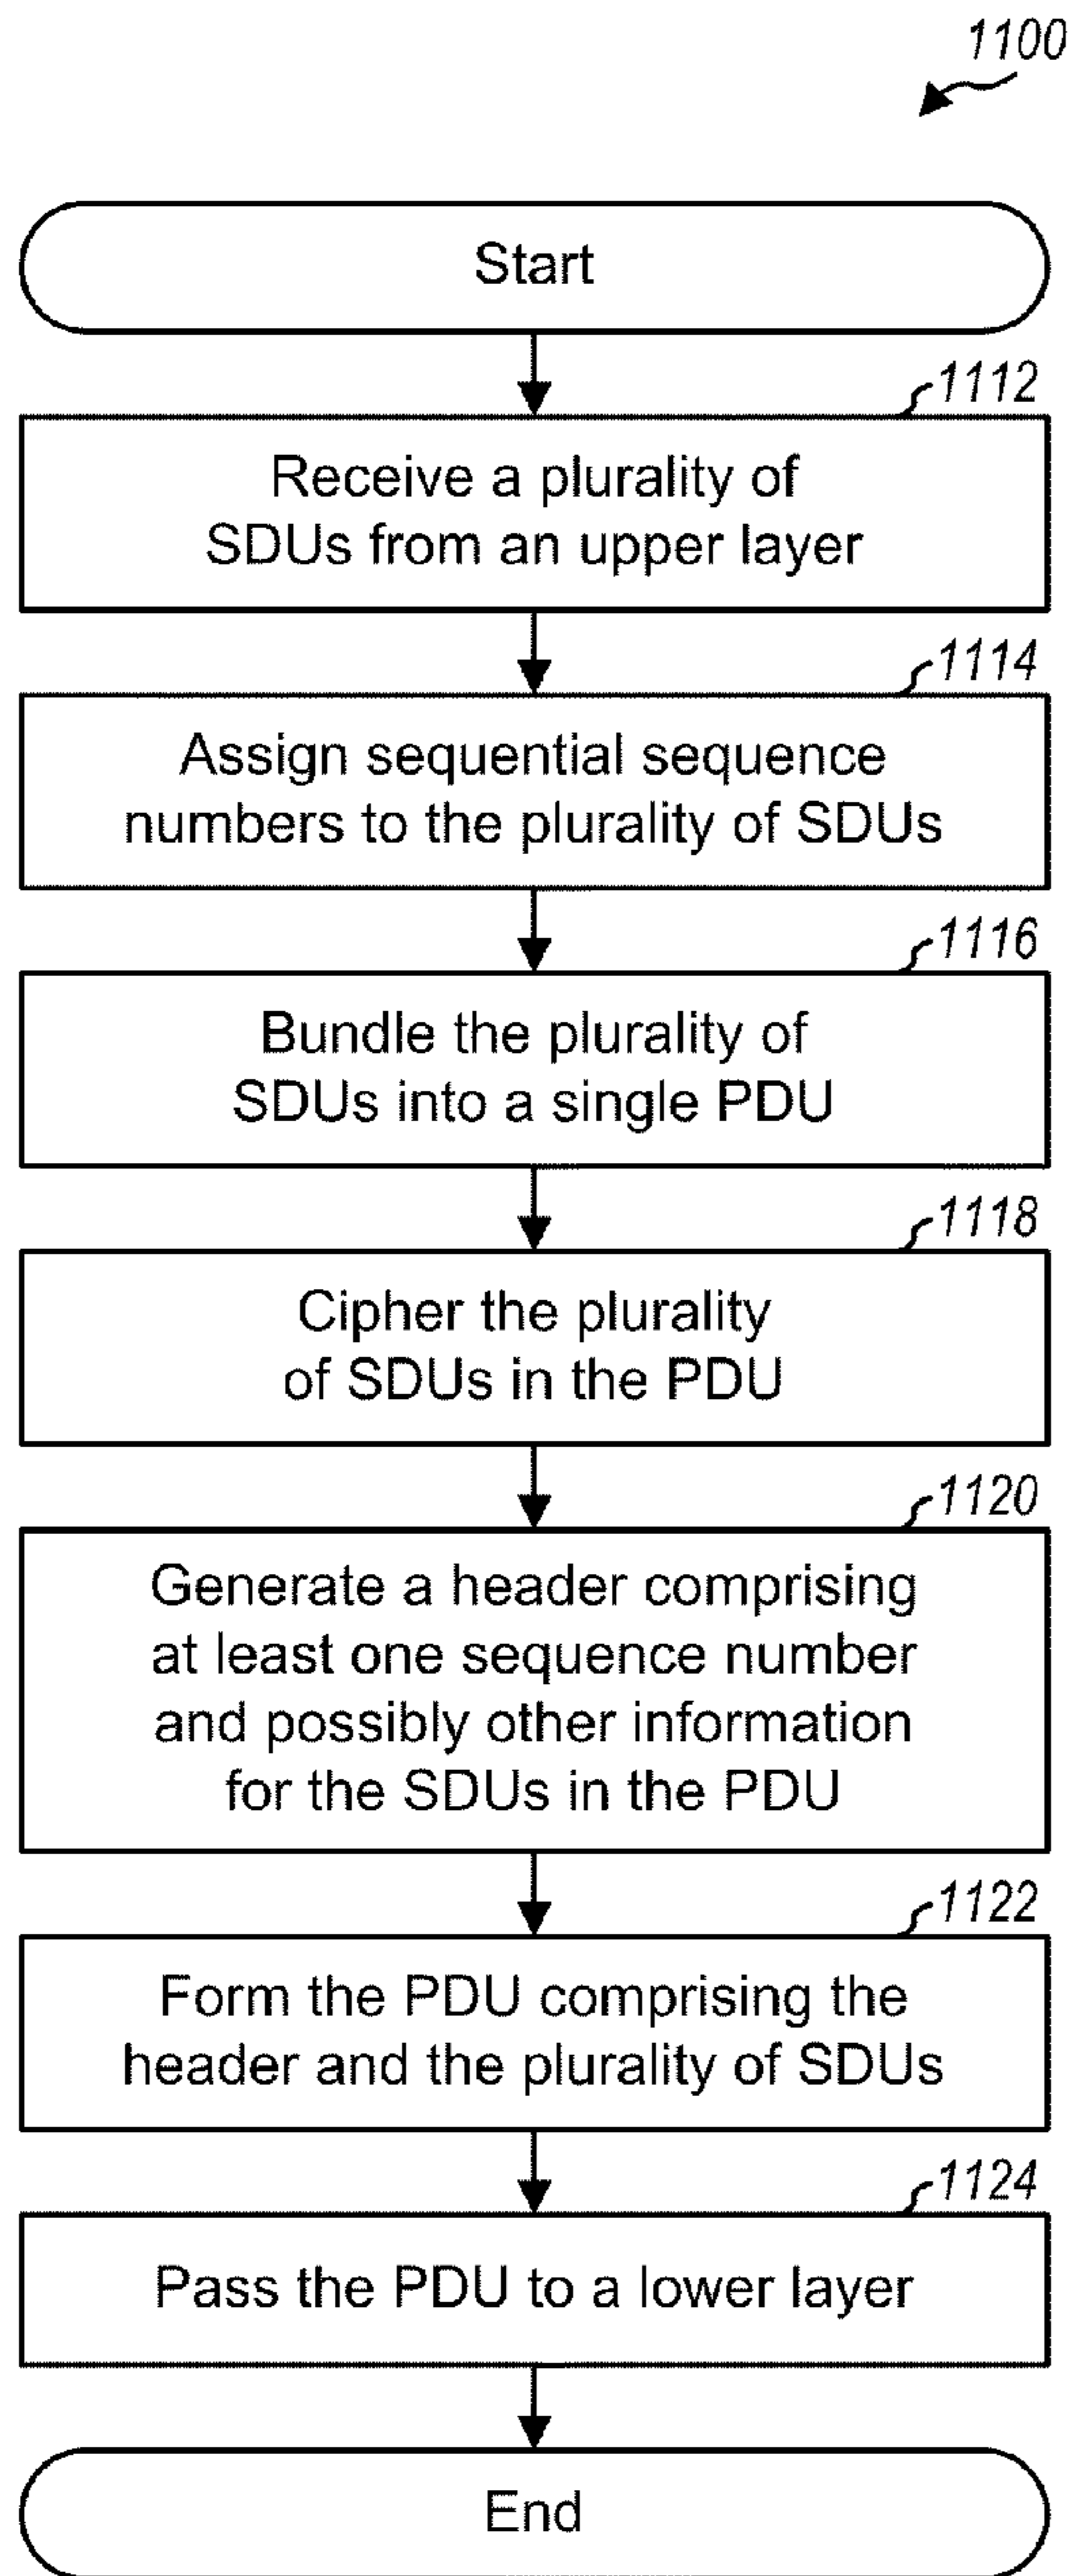 1100
Start
1112
Receive a plurality of
SDUs from an upper layer
1114
Assign sequential sequence
numbers to the plurality of SDUs
1116
Bundle the plurality of
SDUs into a single PDU
1118
Cipher the plurality
of SDUs in the PDU
1120
Generate a header comprising
at least one sequence number
and possibly other information
for the SDUs in the PDU
1122
Form the PDU comprising the
header and the plurality of SDUs
1124
Pass the PDU to a lower layer
End